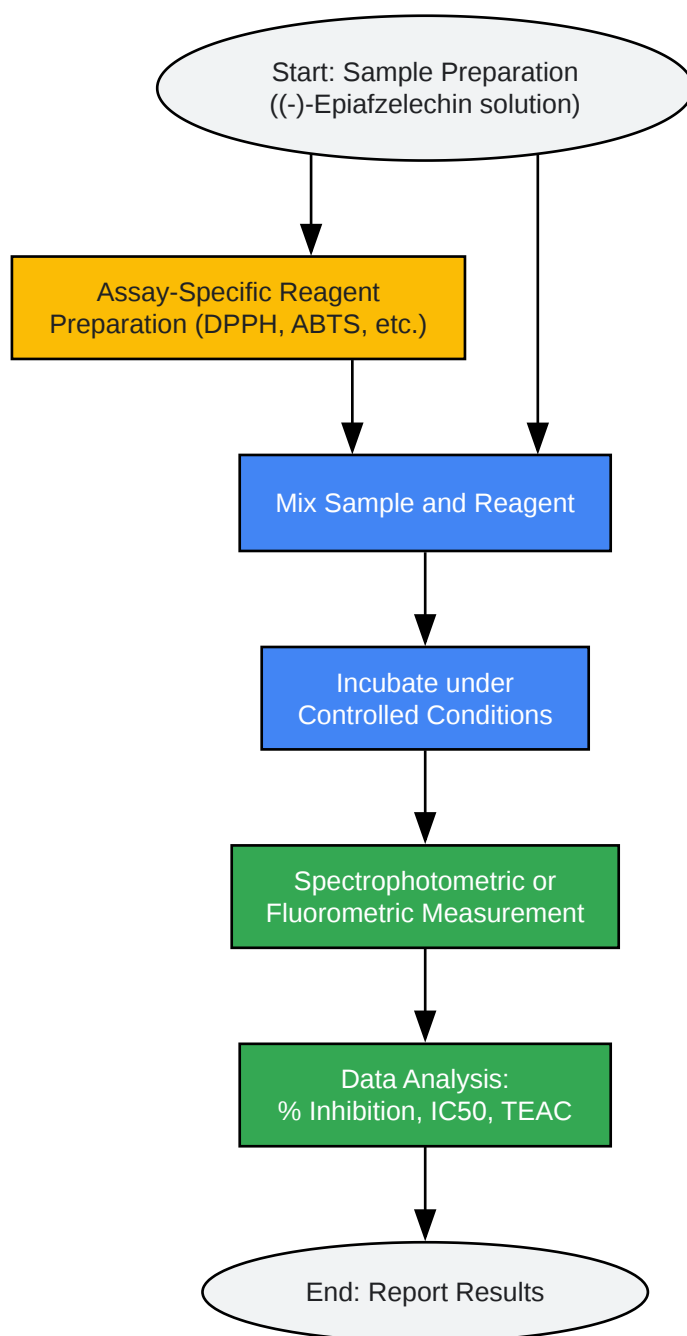 Start: Sample Preparation
((-)-Epiafzelechin solution)
Assay-Specific Reagent
Preparation (DPPH, ABTS, etc.)
Mix Sample and Reagent
Incubate under
Controlled Conditions
Spectrophotometric or
Fluorometric Measurement
Data Analysis:
% Inhibition, IC50, TEAC
End: Report Results